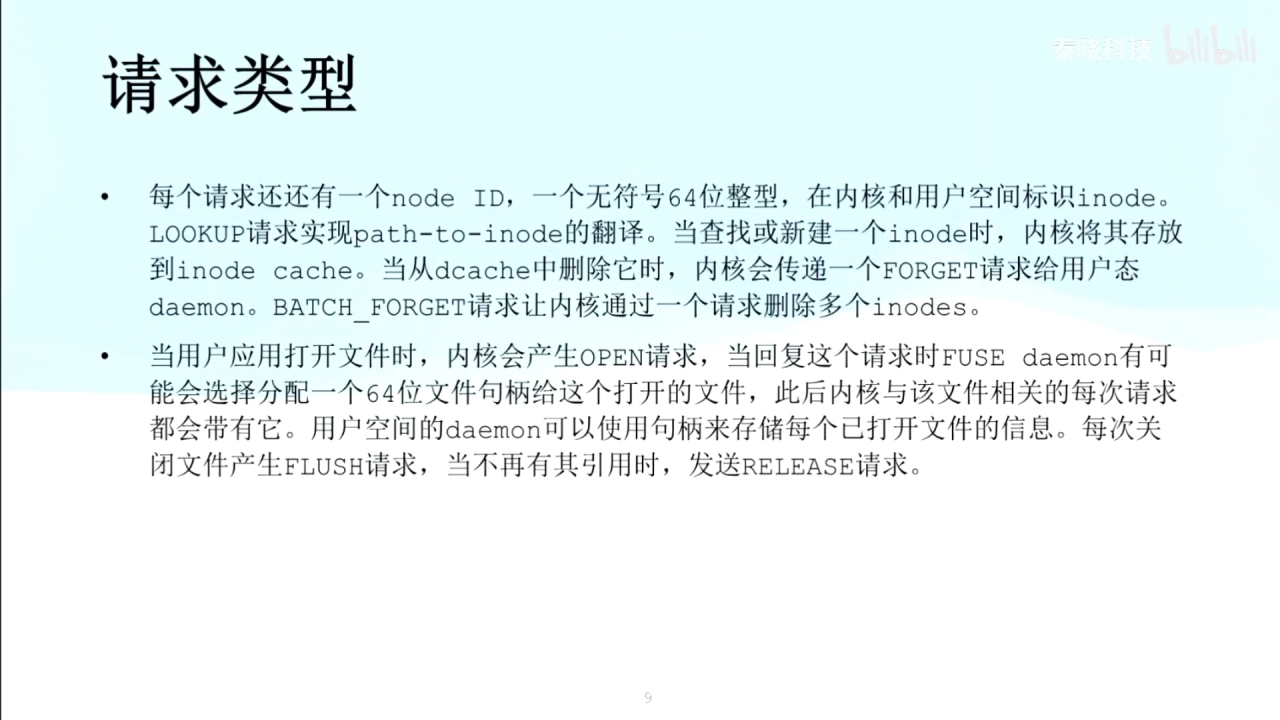 泰晓科技 bilibili
请求类型
• 每个请求还还有一个node ID，一个无符号64位整型，在内核和用户空间标识inode。
LOOKUP请求实现path-to-inode的翻译。当查找或新建一个inode时，内核将其存放
到inode cache。当从dcache中删除它时，内核会传递一个FORGET请求给用户态
daemon。BATCH_FORGET请求让内核通过一个请求删除多个inodes。
• 当用户应用打开文件时，内核会产生OPEN请求，当回复这个请求时FUSE daemon有可
能会选择分配一个64位文件句柄给这个打开的文件，此后内核与该文件相关的每次请求
都会带有它。用户空间的daemon可以使用句柄来存储每个已打开文件的信息。每次关
闭文件产生FLUSH请求，当不再有其引用时，发送RELEASE请求。
9